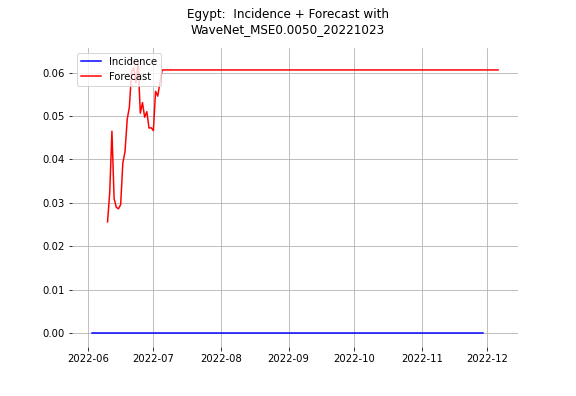 Egypt:  Incidence + Forecast with
WaveNet_MSE0.0050_20221023
Incidence
Forecast
0.06
0.05
0.04
0.03
0.02
0.01
0.00
2022-06 2022-07 2022-08 2022-09 2022-10 2022-11 2022-12